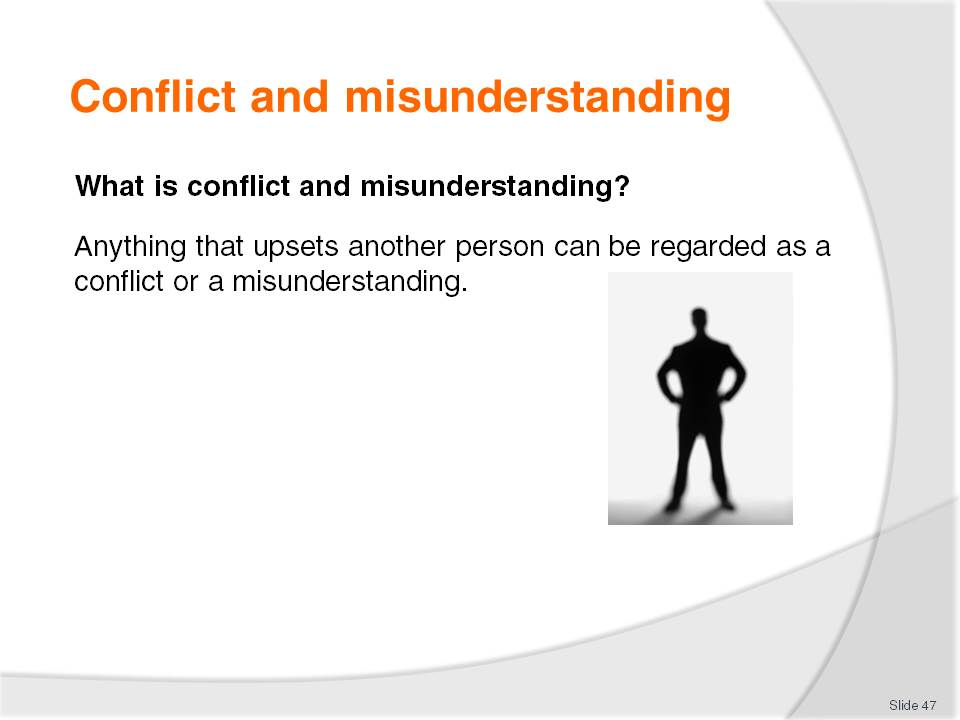 Conflict and misunderstanding
What is conflict and misunderstanding?
Anything that upsets another person can be regarded as a
conflict or a misunderstanding.
Slide 47